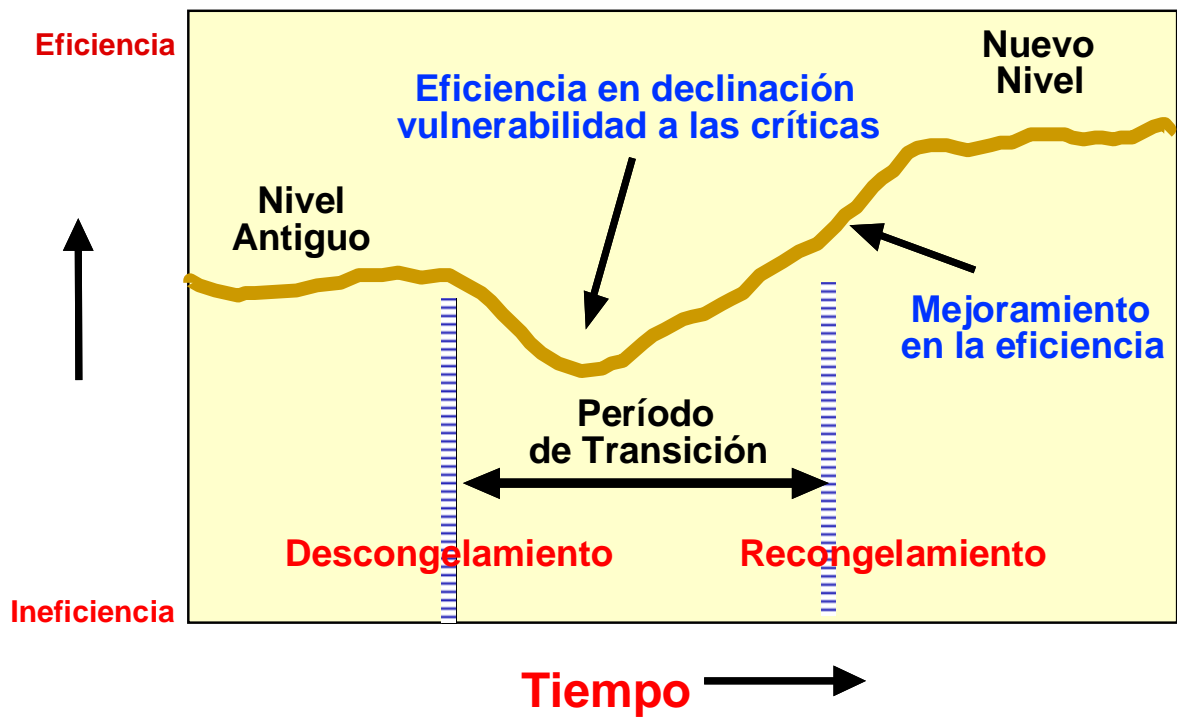 Eficiencia
Nuevo
Nivel
Eficiencia en declinación
vulnerabilidad a las críticas
Nivel
Antiguo
Mejoramiento
en la eficiencia
Período
de Transición
Descongelamiento
Recongelamiento
Ineficiencia
Tiempo